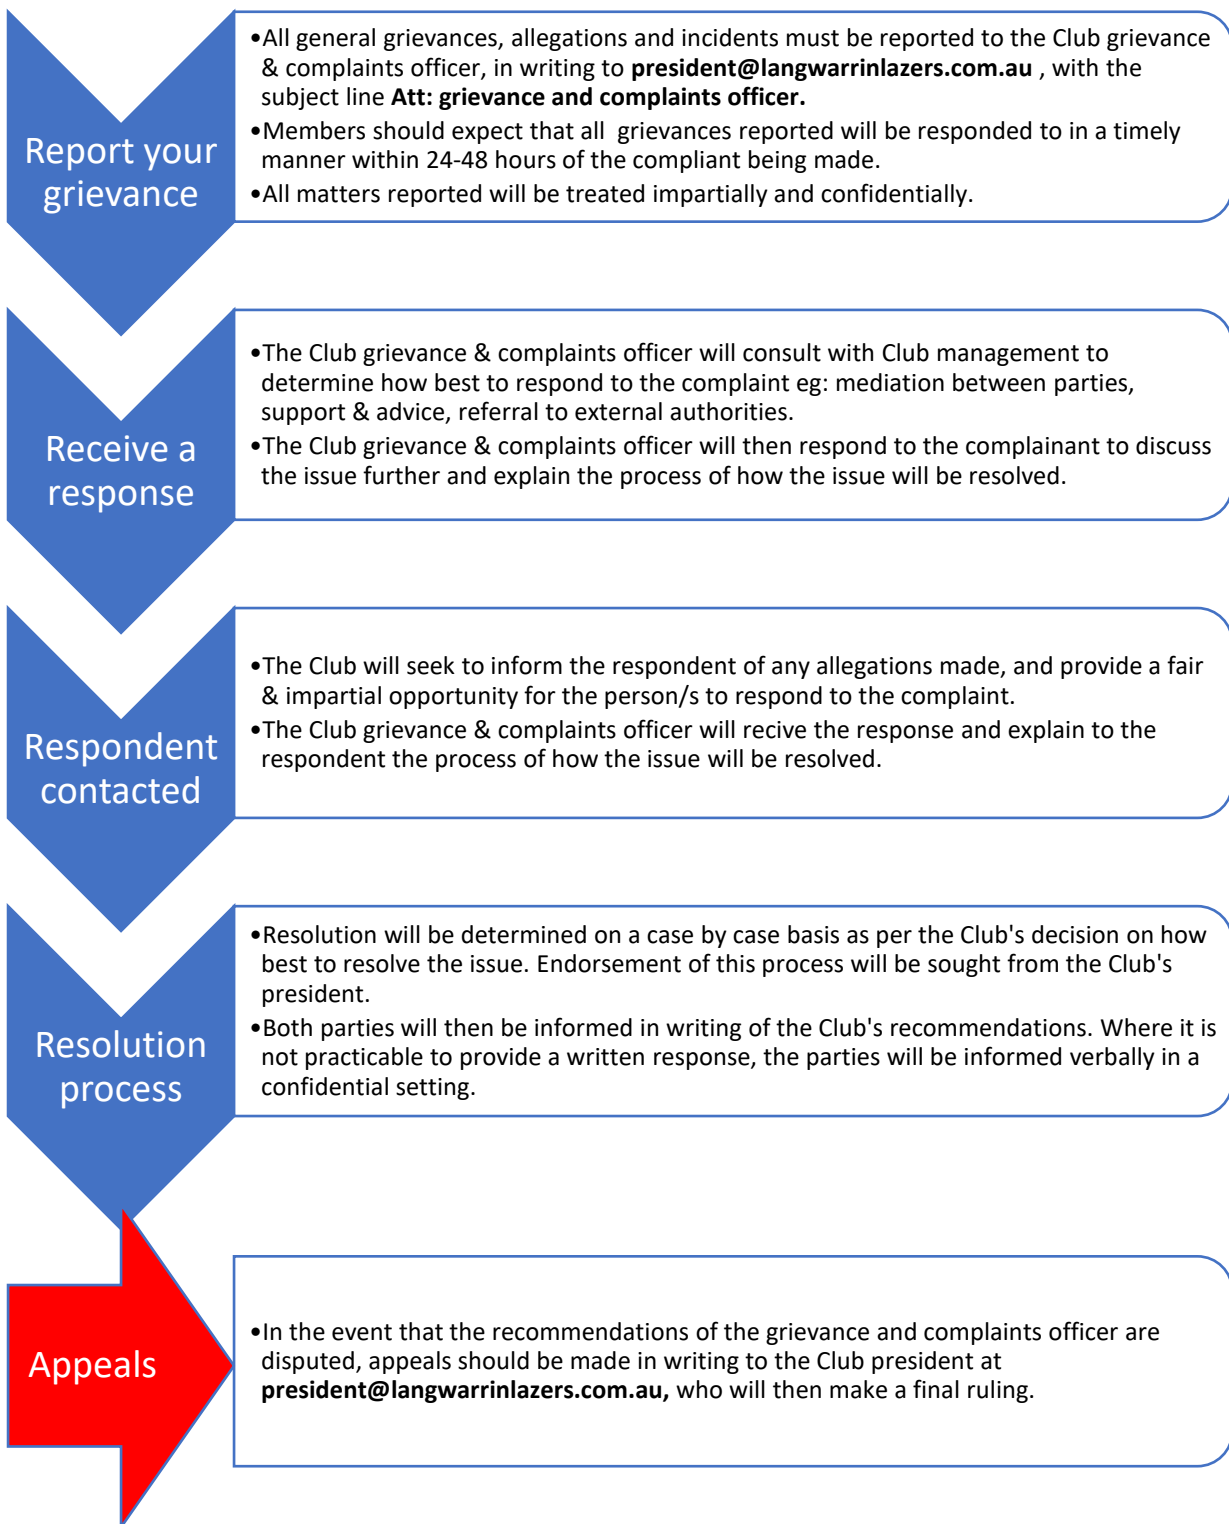 Report your
grievance
•All general grievances, allegations and incidents must be reported to the Club grievance
& complaints officer, in writing to president@langwarrinlazers.com.au , with the
subject line Att: grievance and complaints officer.
•Members should expect that all  grievances reported will be responded to in a timely
manner within 24-48 hours of the compliant being made.
•All matters reported will be treated impartially and confidentially.
Receive a
response
•The Club grievance & complaints officer will consult with Club management to
determine how best to respond to the complaint eg: mediation between parties,
support & advice, referral to external authorities.
•The Club grievance & complaints officer will then respond to the complainant to discuss
the issue further and explain the process of how the issue will be resolved.
Respondent
contacted
•The Club will seek to inform the respondent of any allegations made, and provide a fair
& impartial opportunity for the person/s to respond to the complaint.
•The Club grievance & complaints officer will recive the response and explain to the
respondent the process of how the issue will be resolved.
Resolution
process
•Resolution will be determined on a case by case basis as per the Club's decision on how
best to resolve the issue. Endorsement of this process will be sought from the Club's
president.
•Both parties will then be informed in writing of the Club's recommendations. Where it is
not practicable to provide a written response, the parties will be informed verbally in a
confidential setting.
Appeals
•In the event that the recommendations of the grievance and complaints officer are
disputed, appeals should be made in writing to the Club president at
president@langwarrinlazers.com.au, who will then make a final ruling.